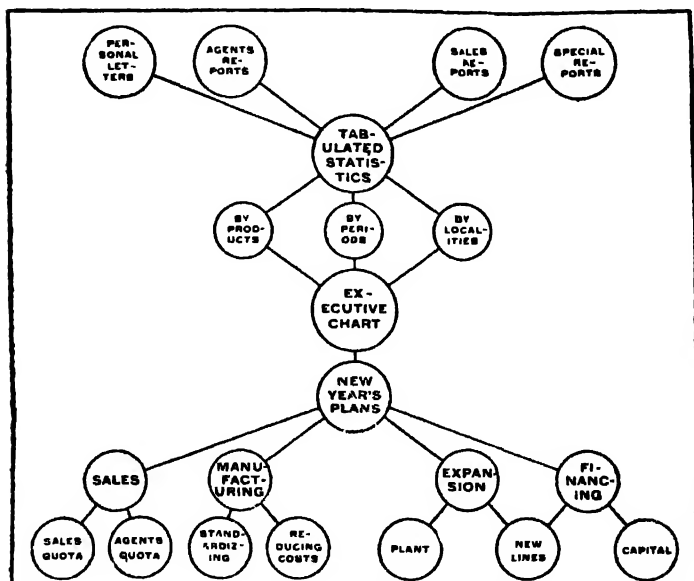 PER-
SONAL
LET-
TERS
AGENTS
RE-
PORTS
SALES
RE-
PORTS
SPECIAL
RE-
PORTS
TAB-
ULATED
STATIS-
TICS
BY
PROD-
UCTS
BY
PERI-
ODS
BY
LOCAL-
ITIES
EX-
ECUTIVE
CHART
NEW
YEAR'S
PLANS
SALES
MANU-
FACT-
URING
EXPAN-
SION
FI-
NANC-
ING
SALES
QUOTA
AGENTS
QUOTA
STAND-
ARDIZ-
ING
RE-
DUCING
COSTS
PLANT
NEW
LINES
CAPITAL